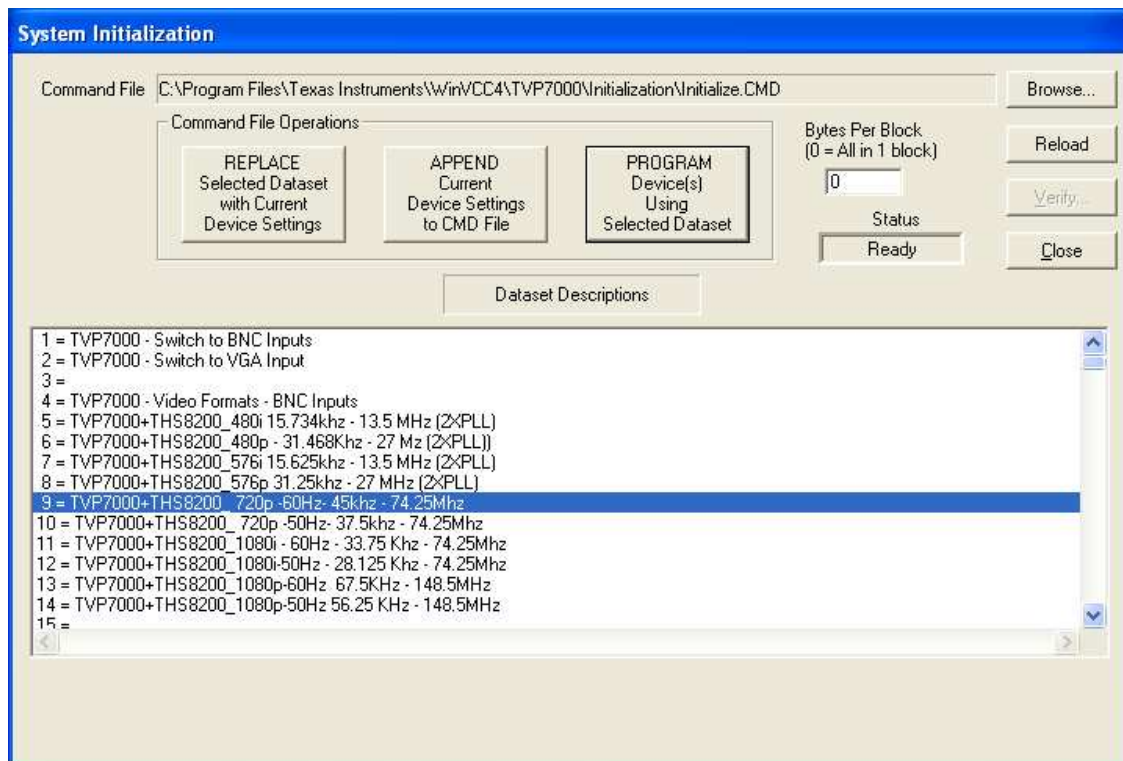 System Initialization
Command File C:\Program Files\Texas Instruments\WinVCC4\TVP7000\Initialization\Initialize.CMD
Browse...
Command File Operations
REPLACE
Selected Dataset
with Current
Device Settings
APPEND
Current
Device Settings
to CMD File
PROGRAM
Device(s)
Using
Selected Dataset
Bytes Per Block
(0 = All in 1 block)
0
Status
Ready
Reload
Verify...
Close
Dataset Descriptions
1 = TVP7000 - Switch to BNC Inputs
2 = TVP7000 - Switch to VGA Input
3 =
4 = TVP7000 - Video Formats - BNC Inputs
5 = TVP7000+THS8200_480i 15.734khz - 13.5 MHz (2XPLL)
6 = TVP7000+THS8200_480p - 31.468Khz - 27 Mz (2XPLL))
7 = TVP7000+THS8200_576i 15.625khz - 13.5 MHz (2XPLL)
8 = TVP7000+THS8200_576p 31.25khz - 27 MHz (2XPLL)
9 = TVP7000+THS8200_ 720p -60Hz- 45khz - 74.25Mhz
10 = TVP7000+THS8200_ 720p -50Hz- 37.5khz - 74.25Mhz
11 = TVP7000+THS8200_1080i - 60Hz - 33.75 Khz - 74.25Mhz
12 = TVP7000+THS8200_1080i-50Hz - 28.125 Khz - 74.25Mhz
13 = TVP7000+THS8200_1080p-60Hz  67.5KHz - 148.5MHz
14 = TVP7000+THS8200_1080p-50Hz 56.25 KHz - 148.5MHz
15 =